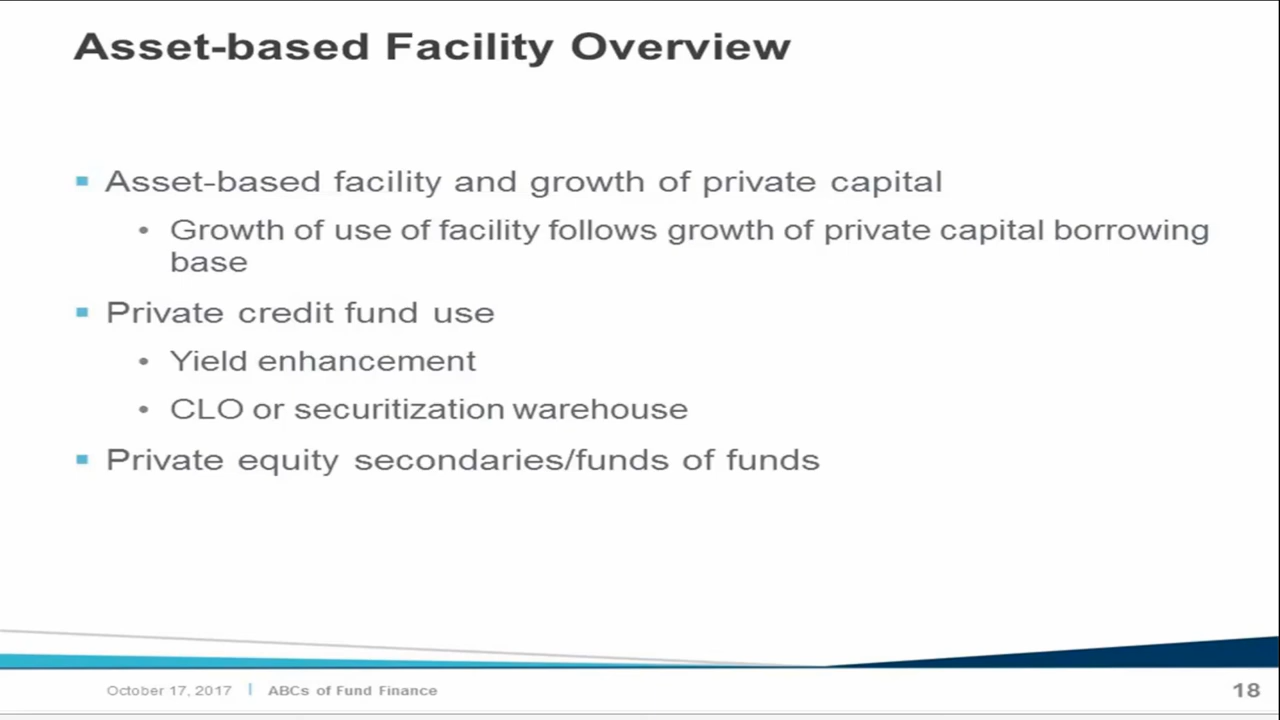 Asset-based Facility Overview
Asset-based facility and growth of private capital
Growth of use of facility follows growth of private capital borrowing
base
Private credit fund use
Yield enhancement
CLO or securitization warehouse
Private equity secondaries/funds of funds
October 17, 2017 | ABCs of Fund Finance
18